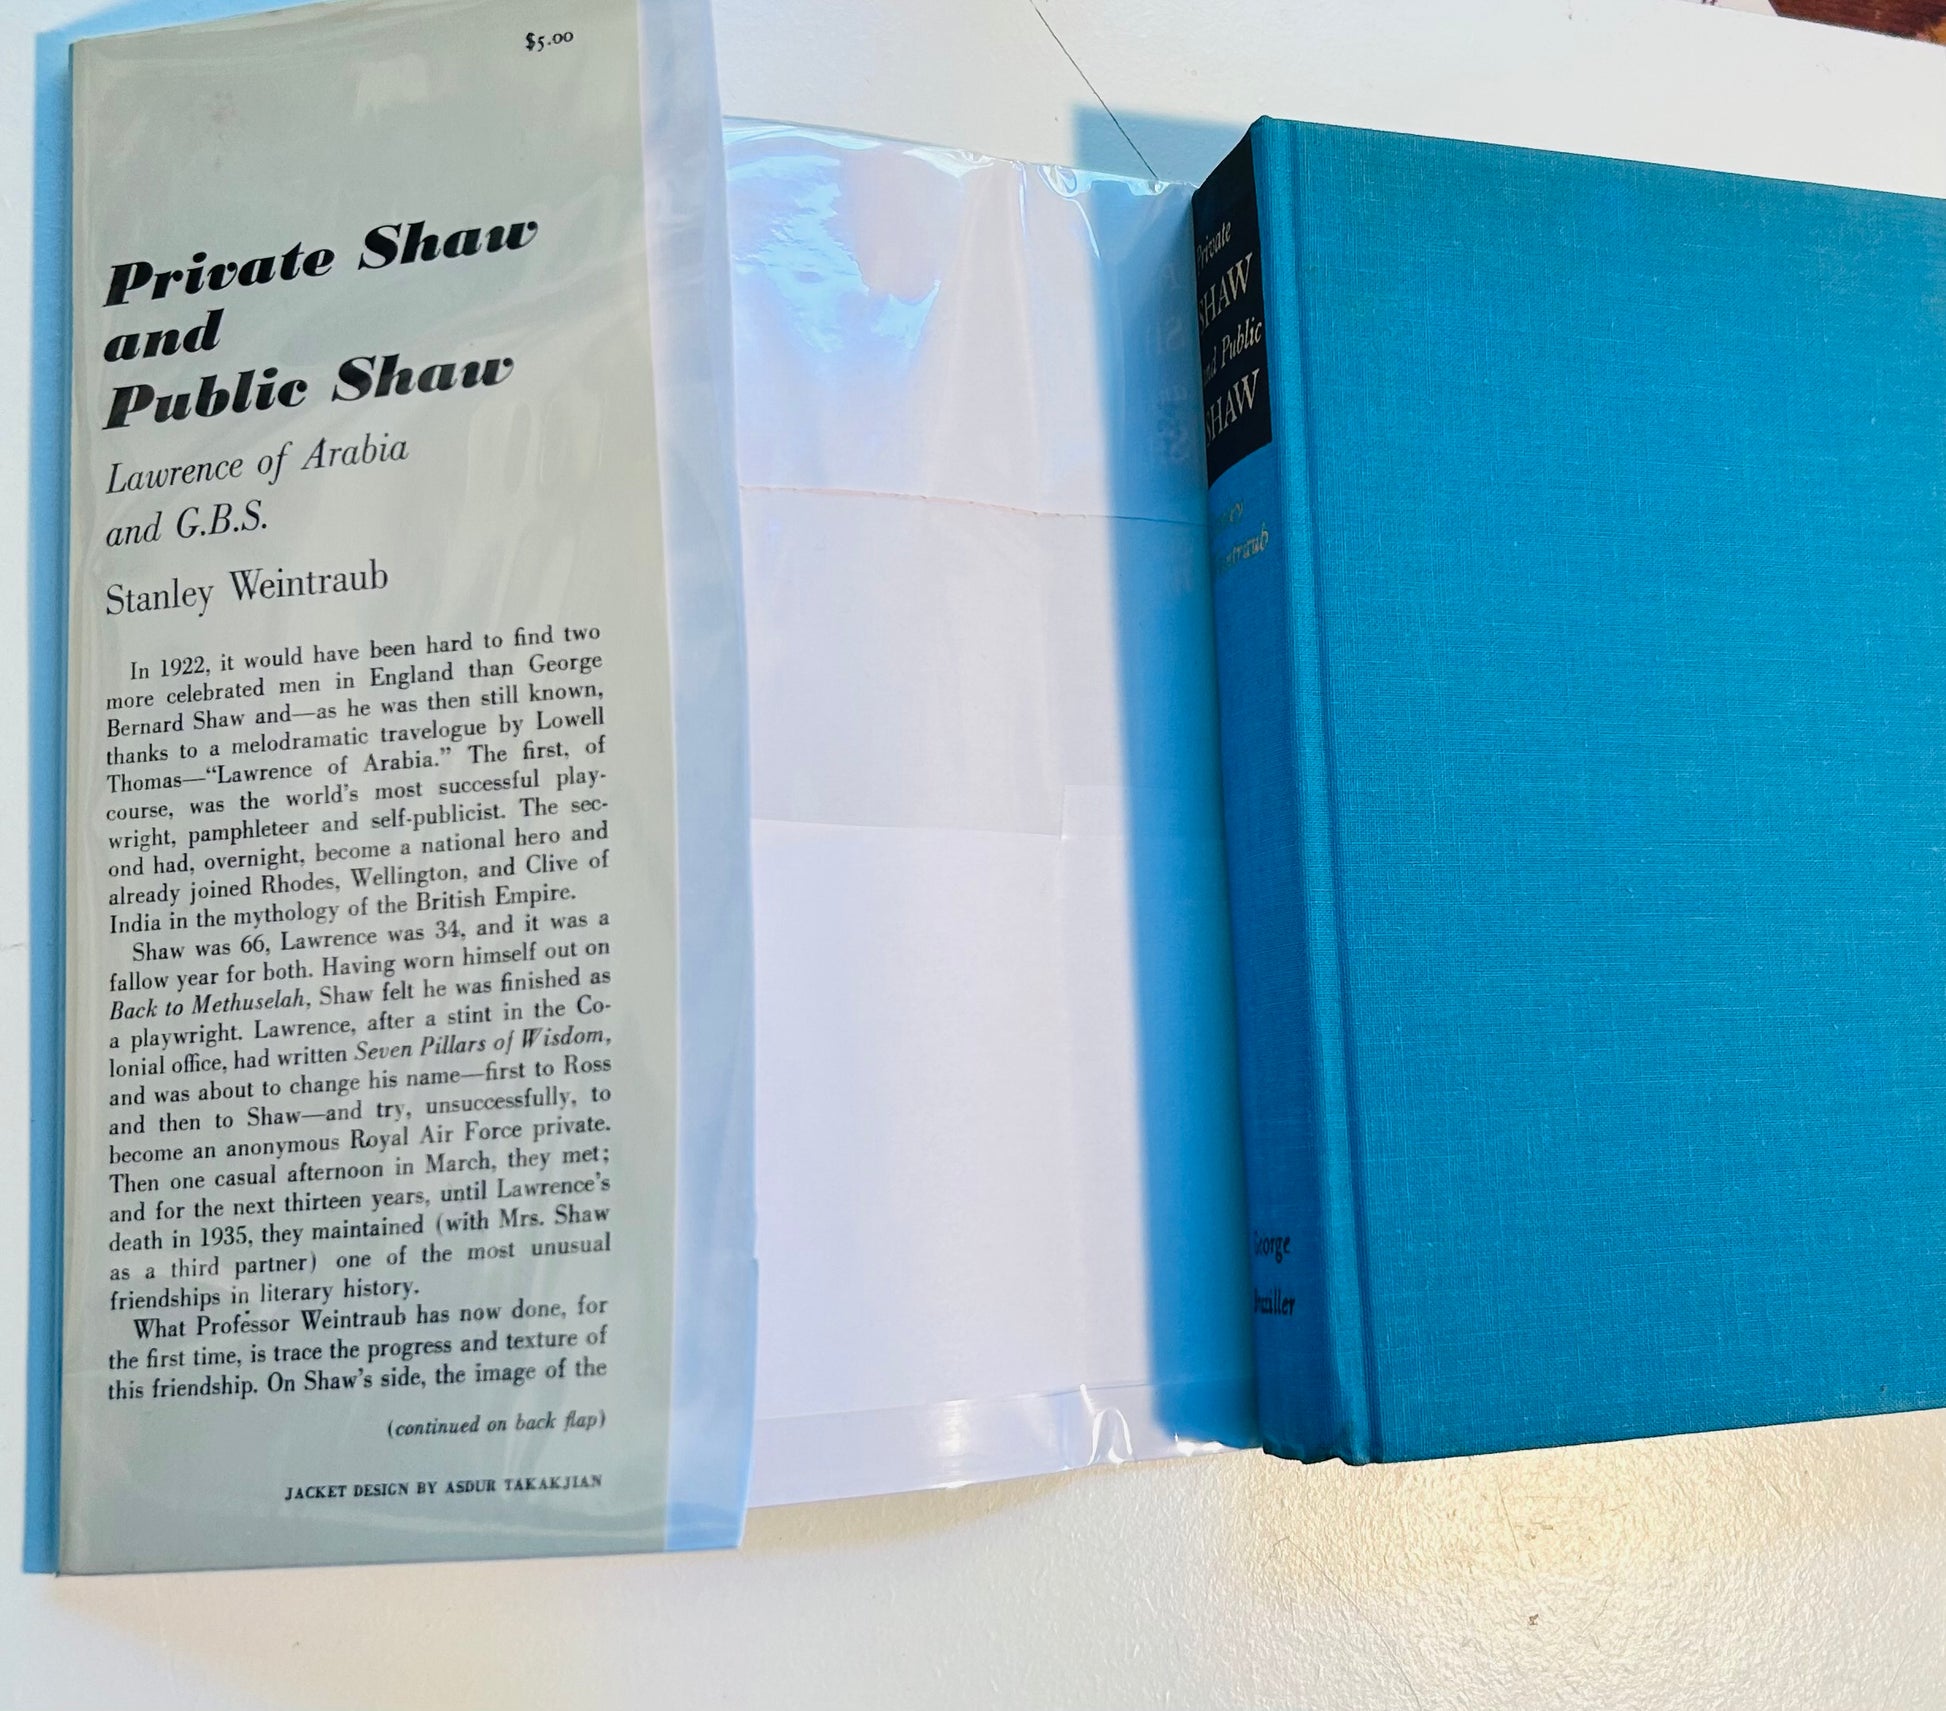 $5.00
Private Shaw
and
Public Shaw
Lawrence of Arabia
and G.B.S.
Stanley Weintraub
In 1922, it would have been hard to find two
more celebrated men in England than George
Bernard Shaw and—as he was then still known,
thanks to a melodramatic travelogue by Lowell
Thomas—“Lawrence of Arabia.” The first, of
course, was the world's most successful play-
wright, pamphleteer and self-publicist. The sec-
ond had, overnight, become a national hero and
already joined Rhodes, Wellington, and Clive of
India in the mythology of the British Empire.
Shaw was 66, Lawrence was 34, and it was a
fallow year for both. Having worn himself out on
Back to Methuselah, Shaw felt he was finished as
a playwright. Lawrence, after a stint in the Co-
lonial office, had written Seven Pillars of Wisdom,
and was about to change his name—first to Ross
and then to Shaw—and try, unsuccessfully, to
become an anonymous Royal Air Force private.
Then one casual afternoon in March, they met;
and for the next thirteen years, until Lawrence's
death in 1935, they maintained (with Mrs. Shaw
as a third partner) one of the most unusual
friendships in literary history.
What Professor Weintraub has now done, for
the first time, is trace the progress and texture of
this friendship. On Shaw's side, the image of the
(continued on back flap)
JACKET DESIGN BY ASDUR TAKAKJIAN
Private
SHAW
and Public
SHAW
George